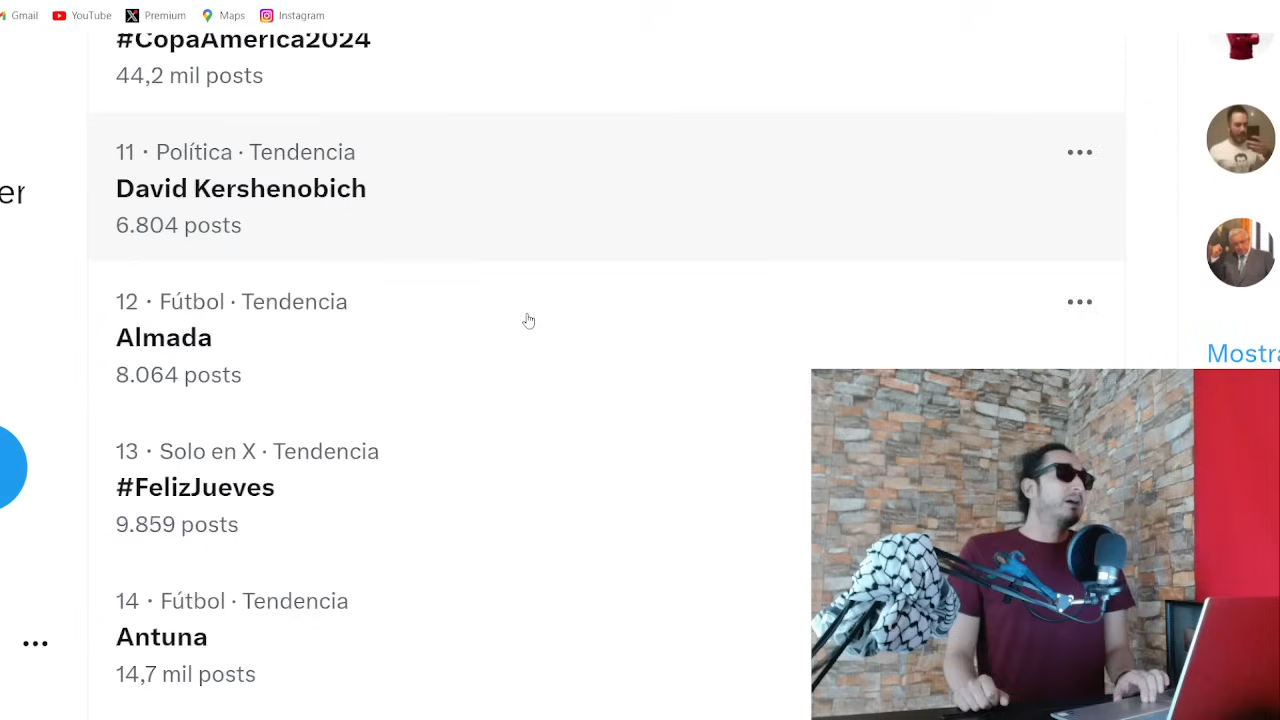 Gmail YouTube Premium Maps Instagram
#CopaAmerica2024
44,2 mil posts
11 · Política · Tendencia
David Kershenobich
6.804 posts
12 · Fútbol · Tendencia
Almada
8.064 posts
13 · Solo en X · Tendencia
#FelizJueves
9.859 posts
14 · Fútbol · Tendencia
Antuna
14,7 mil posts